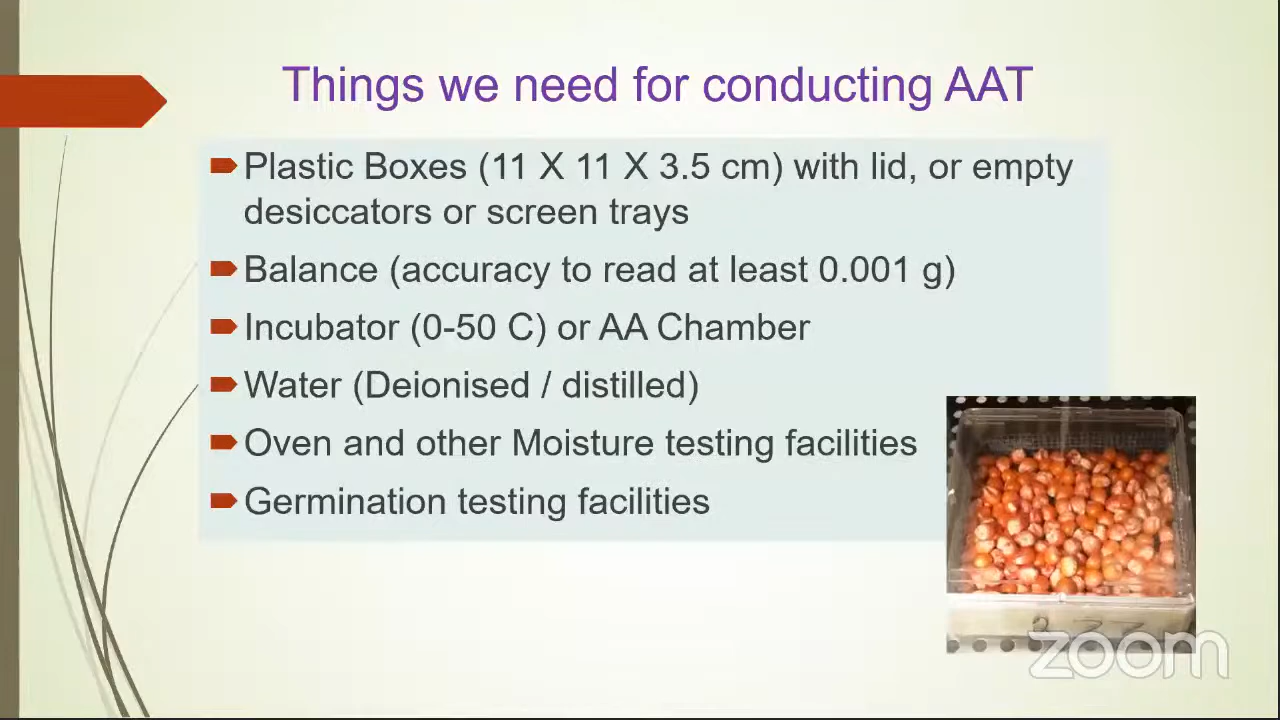 Things we need for conducting AAT
Plastic Boxes (11 X 11 X 3.5 cm) with lid, or empty
desiccators or screen trays
Balance (accuracy to read at least 0.001 g)
Incubator (0-50 C) or AA Chamber
Water (Deionised / distilled)
Oven and other Moisture testing facilities
Germination testing facilities
zoom